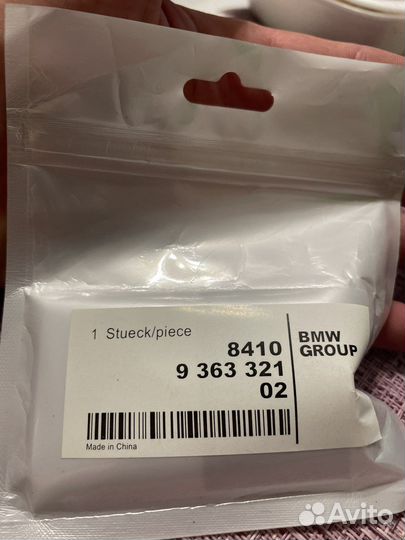 1 Stueck/piece
8410
9 363 321
02
BMW
GROUP
Made in China
Avito